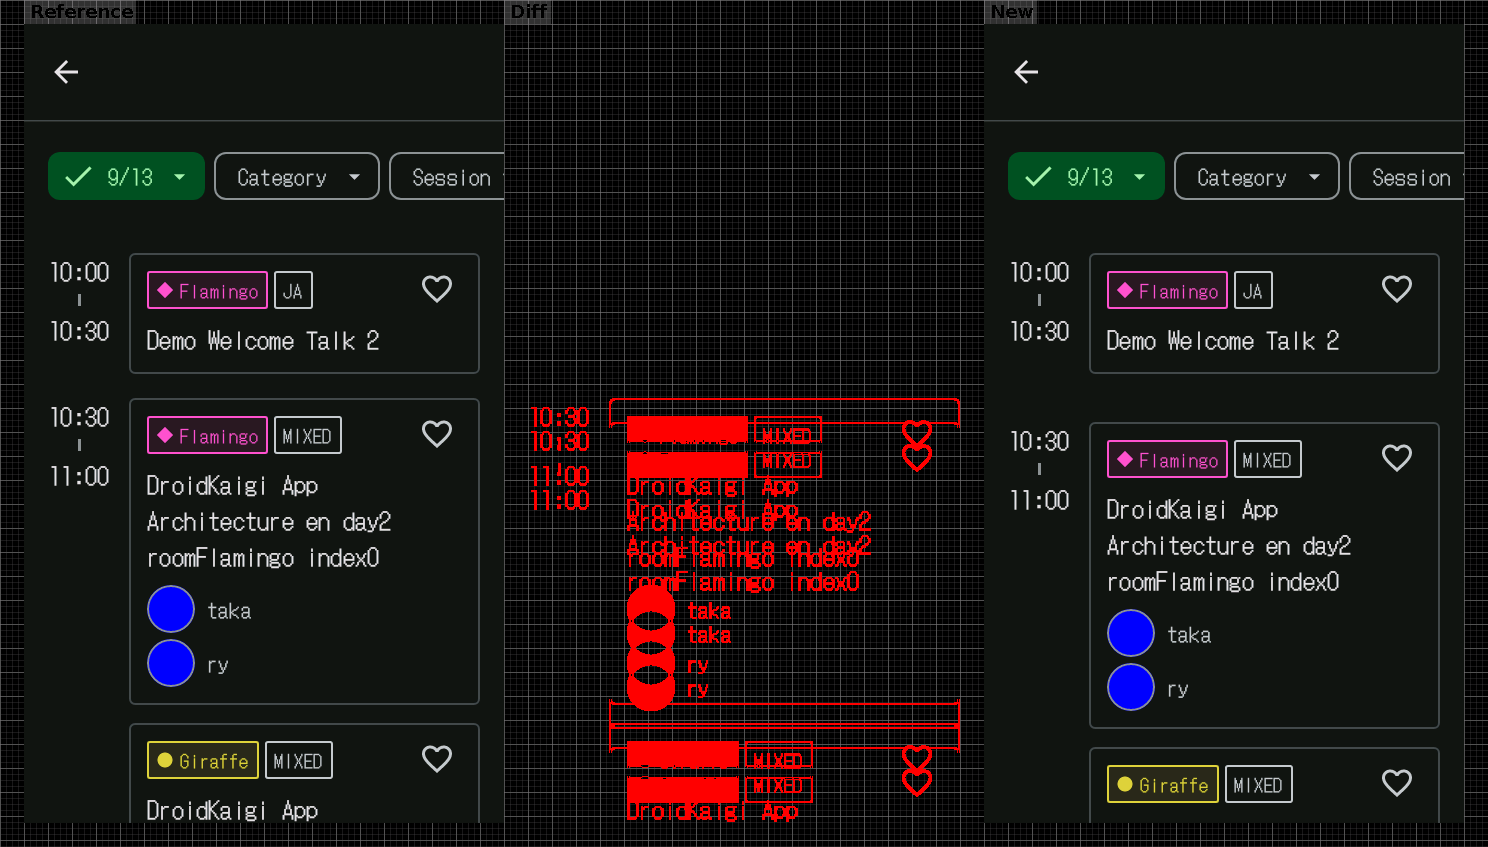 Reference
9/13
Category
Session
10:00
10:30
Flamingo
JA
Demo Welcome Talk 2
10:30
11:00
Flamingo
MIXED
DroidKaigi App
Architecture en day2
roomFlamingo index0
taka
ry
Giraffe
MIXED
DroidKaigi App
Diff
10:30
10:30
11:00
11:00
MIXED
MIXED
DroidKaigi App
DroidKaigi App
Architecture en day2
Architecture en day2
roomFlamingo index0
roomFlamingo index0
taka
taka
ry
ry
MIXED
MIXED
DroidKaigi App
New
9/13
Category
Session
10:00
10:30
Flamingo
JA
Demo Welcome Talk 2
10:30
11:00
Flamingo
MIXED
DroidKaigi App
Architecture en day2
roomFlamingo index0
taka
ry
Giraffe
MIXED